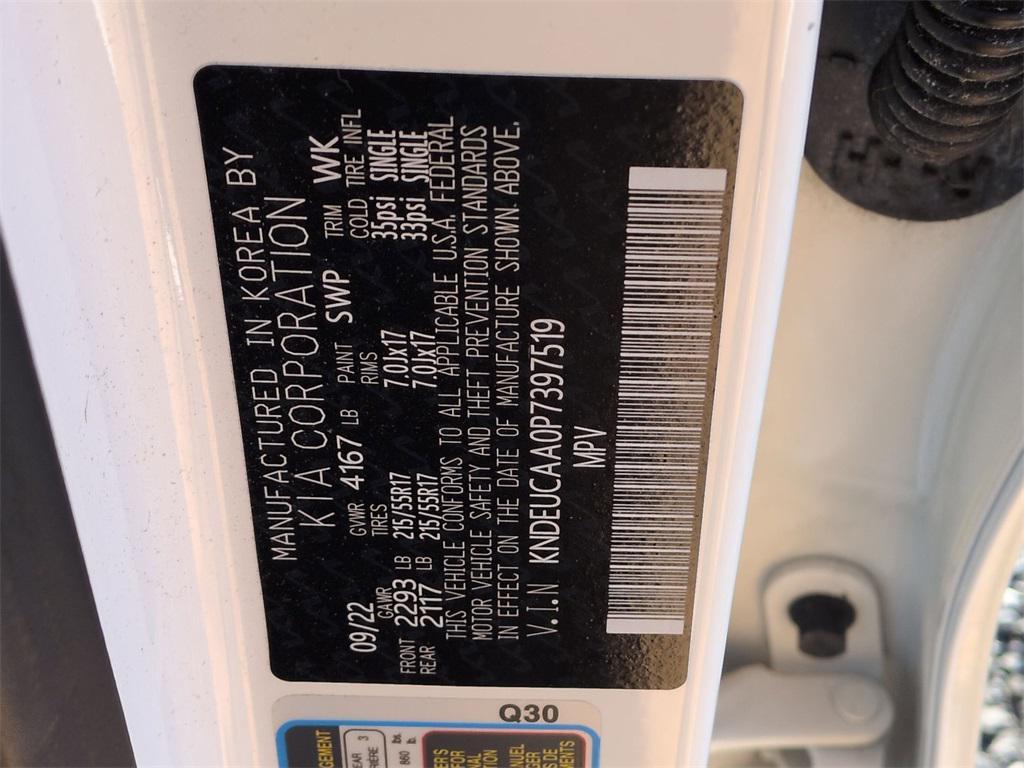 MANUFACTURED IN KOREA BY
KIA CORPORATION
09/22 GVWR 4167 LB PAINT SWP TRIM WK
GAWR TIRES RIMS COLD TIRE INFL
FRONT 2293 LB 215/55R17 7.0Jx17 35psi SINGLE
REAR 2117 LB 215/55R17 7.0Jx17 33psi SINGLE
THIS VEHICLE CONFORMS TO ALL APPLICABLE U.S.A. FEDERAL
MOTOR VEHICLE SAFETY AND THEFT PREVENTION STANDARDS
IN EFFECT ON THE DATE OF MANUFACTURE SHOWN ABOVE.
V.I.N KNDEUCAA0P7397519
MPV
Q30
3
860